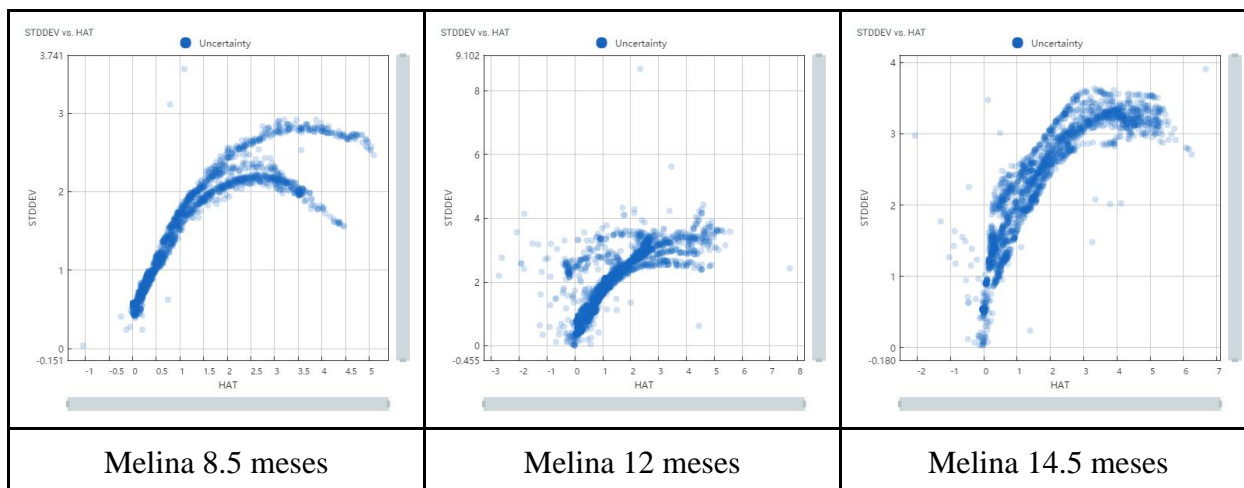 STDDEV vs. HAT
Uncertainty
3.741
3
2
1
0
-0.151
STDDEV
-1 -0.5 0 0.5 1 1.5 2 2.5 3 3.5 4 4.5 5
HAT
STDDEV vs. HAT
Uncertainty
9.102
8
6
4
2
0
-0.455
STDDEV
-3 -2 -1 0 1 2 3 4 5 6 7 8
HAT
STDDEV vs. HAT
Uncertainty
4
3
2
1
0
-0.180
STDDEV
-2 -1 0 1 2 3 4 5 6 7
HAT
Melina 8.5 meses
Melina 12 meses
Melina 14.5 meses